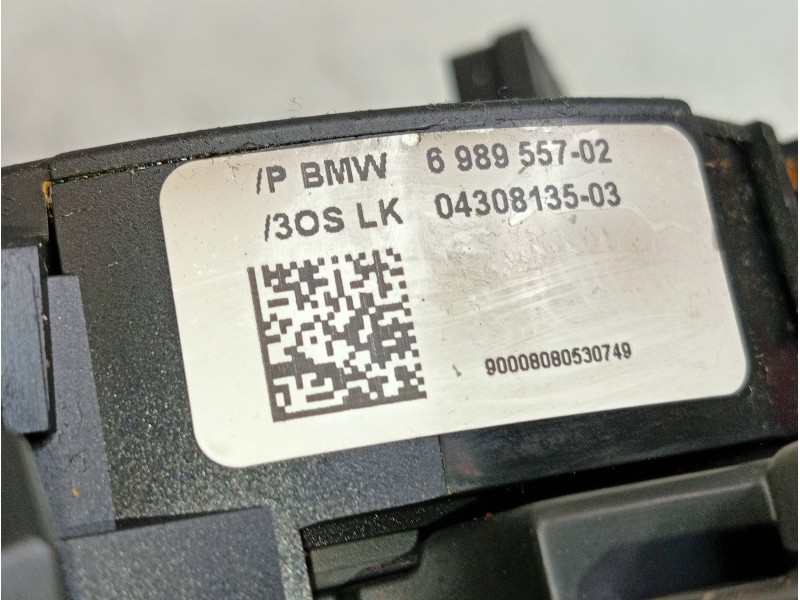 /P BMW 6 989 557-02
/3OS LK 04308135-03
90008080530749